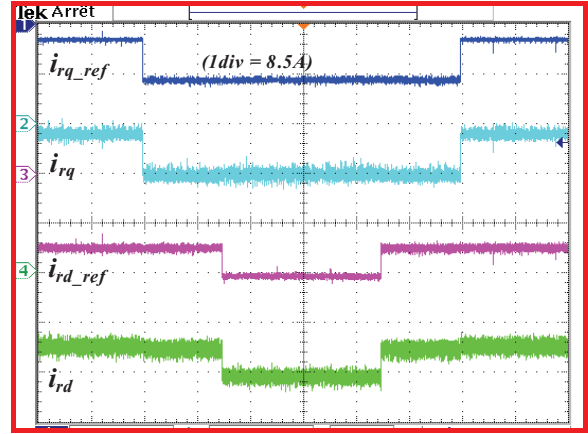 Tek Arrêt
1
i_rq_ref
(1div = 8.5A)
2
i_rq
3
4
i_rd_ref
i_rd